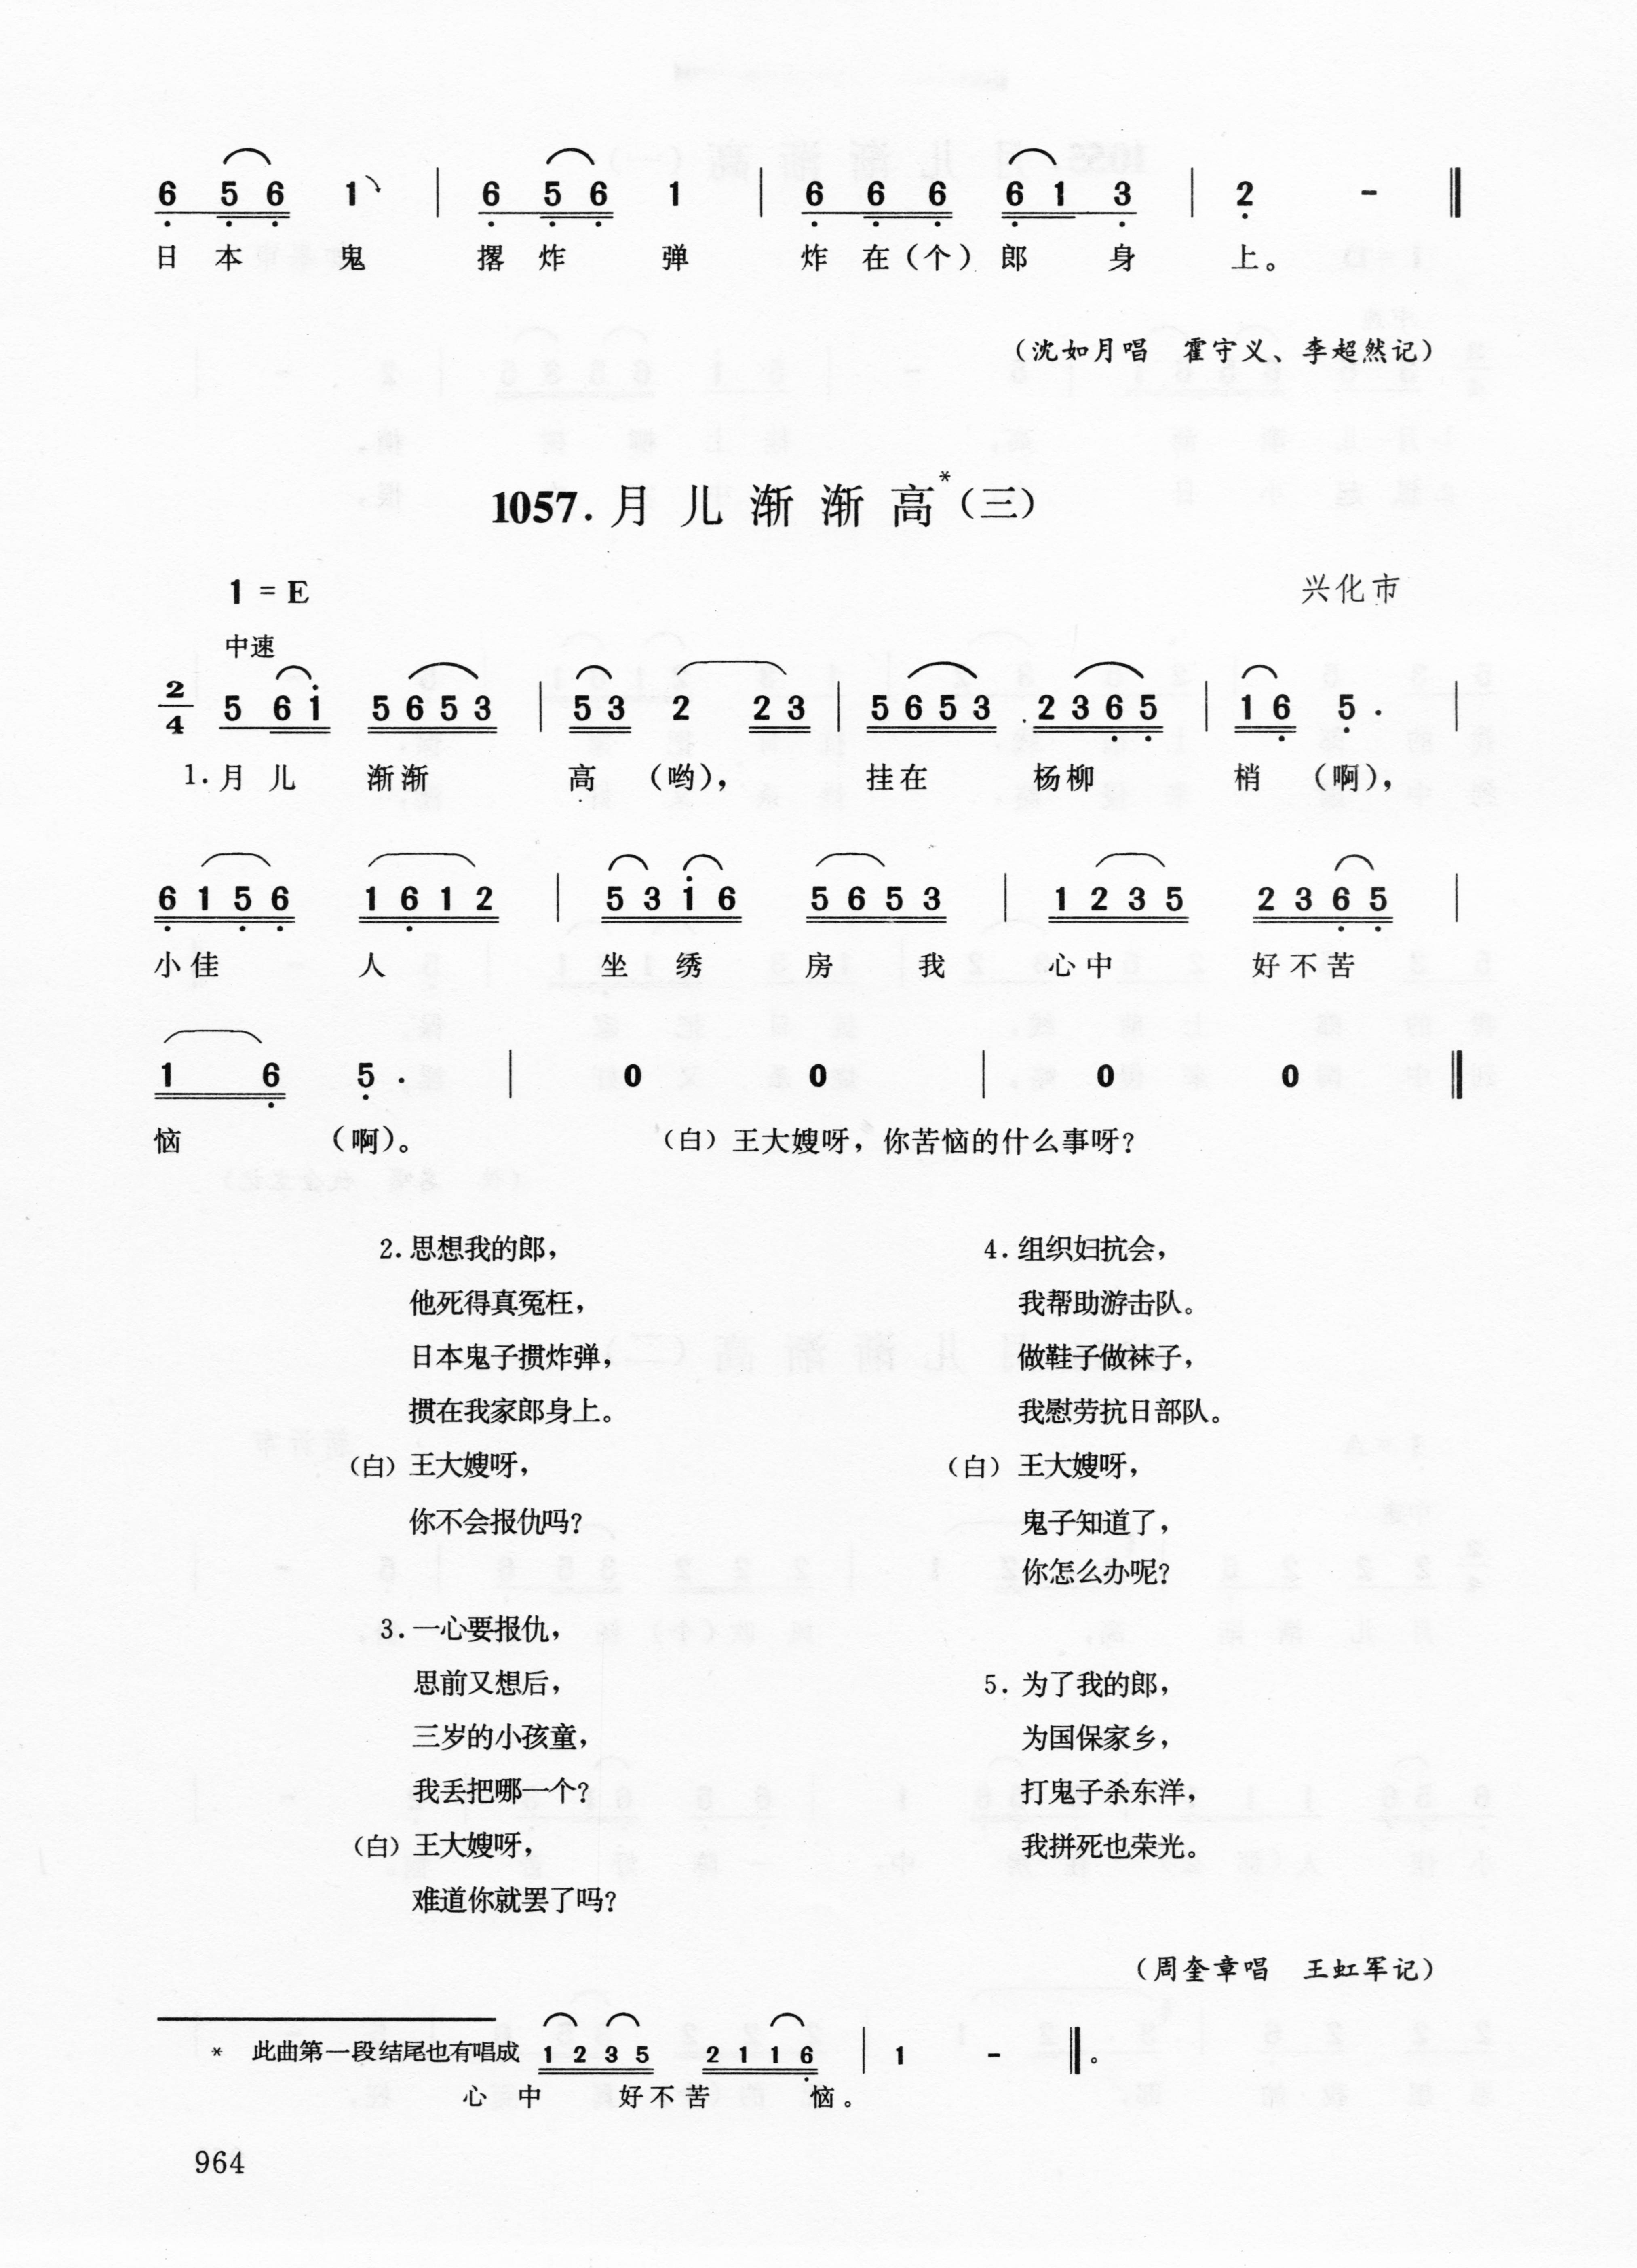 6 5 6 1 | 6 5 6 1 | 6 6 6 6 1 3 | 2 - ‖
日 本 鬼 撂 炸 弹 炸 在（个）郎 身 上。
（沈如月唱 霍守义、李超然记）
1057. 月儿渐渐高*（三）
1 = E 兴化市
中速
2/4 5 6 i 5 6 5 3 | 5 3 2 2 3 | 5 6 5 3 2 3 6 5 | 1 6 5 . |
1. 月 儿 渐渐 高 （哟）， 挂在 杨柳 梢 （啊），
6 1 5 6 1 6 1 2 | 5 3 i 6 5 6 5 3 | 1 2 3 5 2 3 6 5 |
小佳 人 坐 绣 房 我 心中 好不苦
1 6 5 . | 0 0 | 0 0 ‖
恼 （啊）。 （白）王大嫂呀，你苦恼的什么事呀？
2. 思想我的郎，
他死得真冤枉，
日本鬼子掼炸弹，
掼在我家郎身上。
（白）王大嫂呀，
你不会报仇吗？
3. 一心要报仇，
思前又想后，
三岁的小孩童，
我丢把哪一个？
（白）王大嫂呀，
难道你就罢了吗？
4. 组织妇抗会，
我帮助游击队。
做鞋子做袜子，
我慰劳抗日部队。
（白）王大嫂呀，
鬼子知道了，
你怎么办呢？
5. 为了我的郎，
为国保家乡，
打鬼子杀东洋，
我拼死也荣光。
（周奎章唱 王虹军记）
* 此曲第一段结尾也有唱成 1 2 3 5 2 1 1 6 | 1 - ‖。
心 中 好不苦 恼。
964